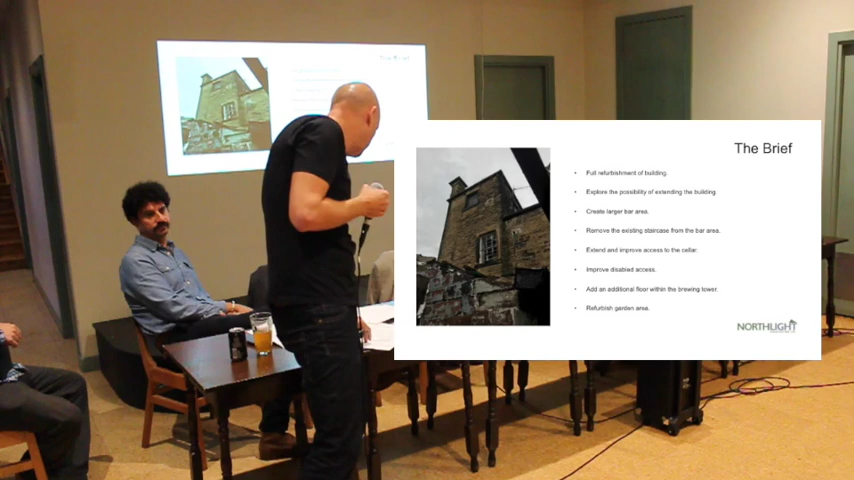 The Brief
The Brief
• Full refurbishment of building.
• Explore the possibility of extending the building
• Create larger bar area.
• Remove the existing staircase from the bar area.
• Extend and improve access to the cellar.
• Improve disabled access.
• Add an additional floor within the brewing tower.
• Refurbish garden area.
NORTHLIGHT